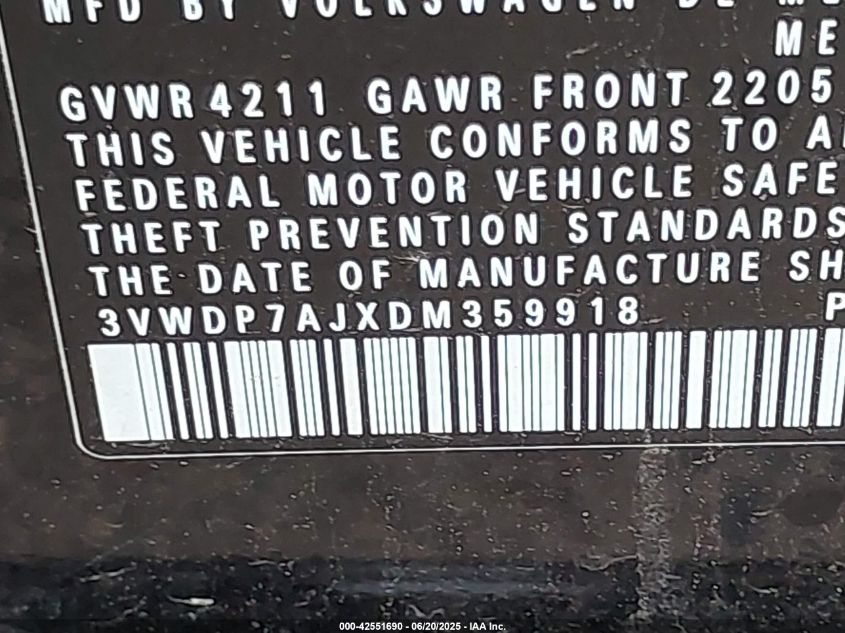 MFD BY VOLKSWAGEN DE
ME
GVWR 4211 GAWR FRONT 2205
THIS VEHICLE CONFORMS TO
FEDERAL MOTOR VEHICLE SAFE
THEFT PREVENTION STANDARDS
THE DATE OF MANUFACTURE SH
3VWDP7AJXDM359918 P
000-42551690 - 06/20/2025 - IAA Inc.